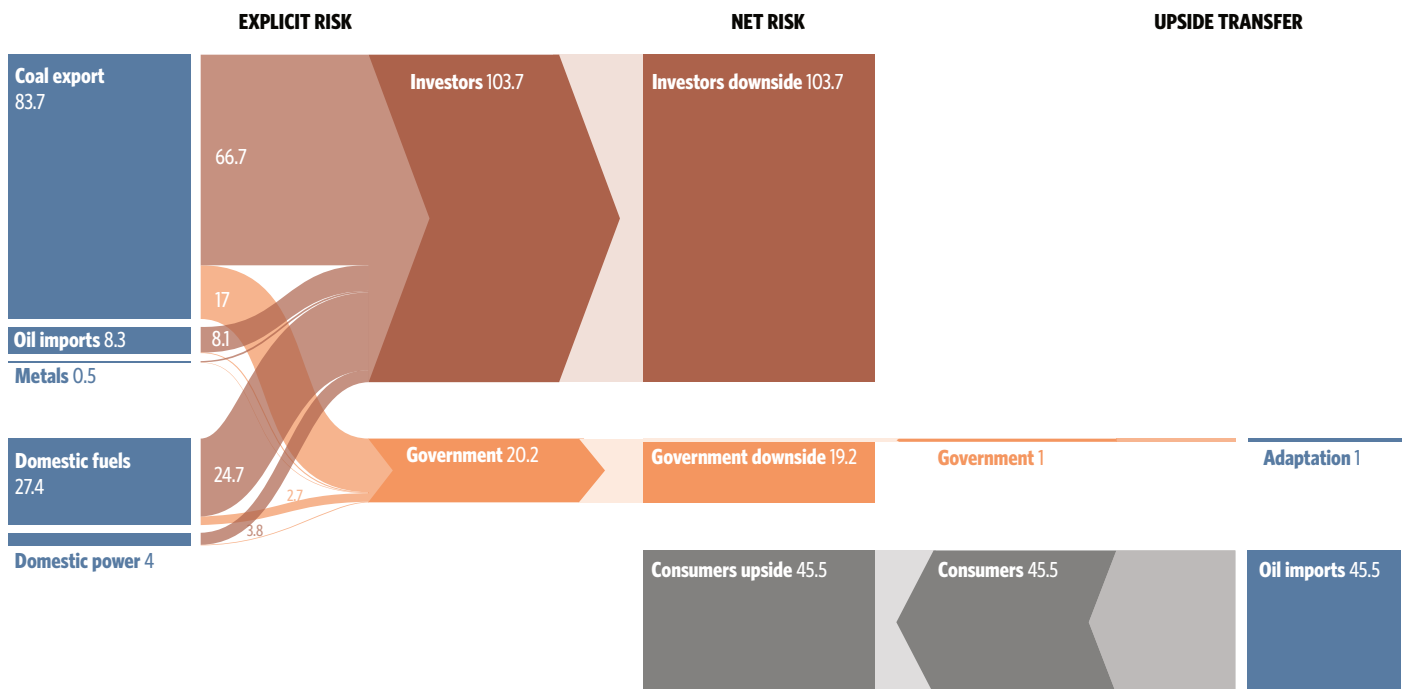 EXPLICIT RISK
NET RISK
UPSIDE TRANSFER
Coal export
83.7
66.7
17
Oil imports 8.3
8.1
Metals 0.5
Domestic fuels
27.4
24.7
2.7
3.8
Domestic power 4
Investors 103.7
Government 20.2
Investors downside 103.7
Government downside 19.2
Consumers upside 45.5
Government 1
Consumers 45.5
Adaptation 1
Oil imports 45.5